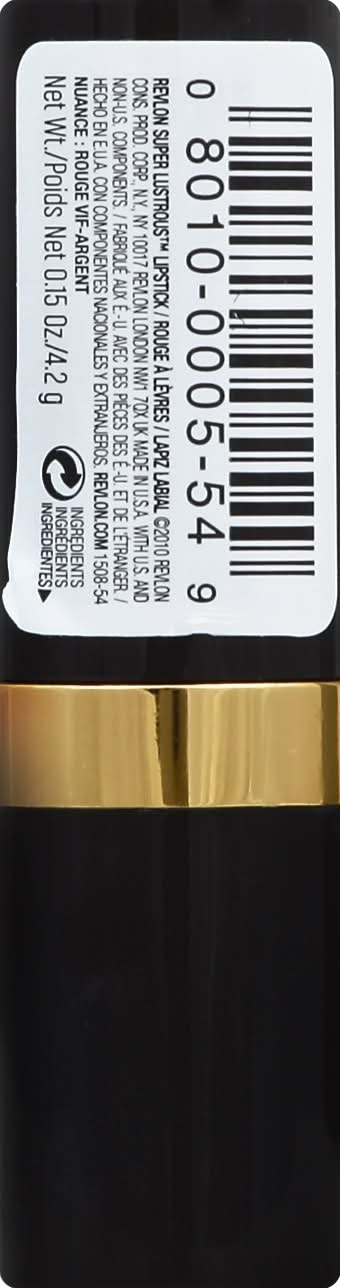 0 8010-0005-54 9
REVLON SUPER LUSTROUS™ LIPSTICK / ROUGE À LÈVRES / LAPIZ LABIAL ©2010 REVLON
CONS. PROD. CORP., N.Y., NY 10017 REVLON LONDON NW1 7QX UK MADE IN U.S.A. WITH U.S. AND
NON-U.S. COMPONENTS. / FABRIQUÉ AUX É.-U. AVEC DES PIÈCES DES É.-U. ET DE L'ÉTRANGER. /
HECHO EN E.U.A. CON COMPONENTES NACIONALES Y EXTRANJEROS. REVLON.COM 1508-54
NUANCE : ROUGE VIF-ARGENT
Net Wt./Poids Net 0.15 Oz./4.2 g
INGREDIENTS
INGRÉDIENTS
INGREDIENTES▶